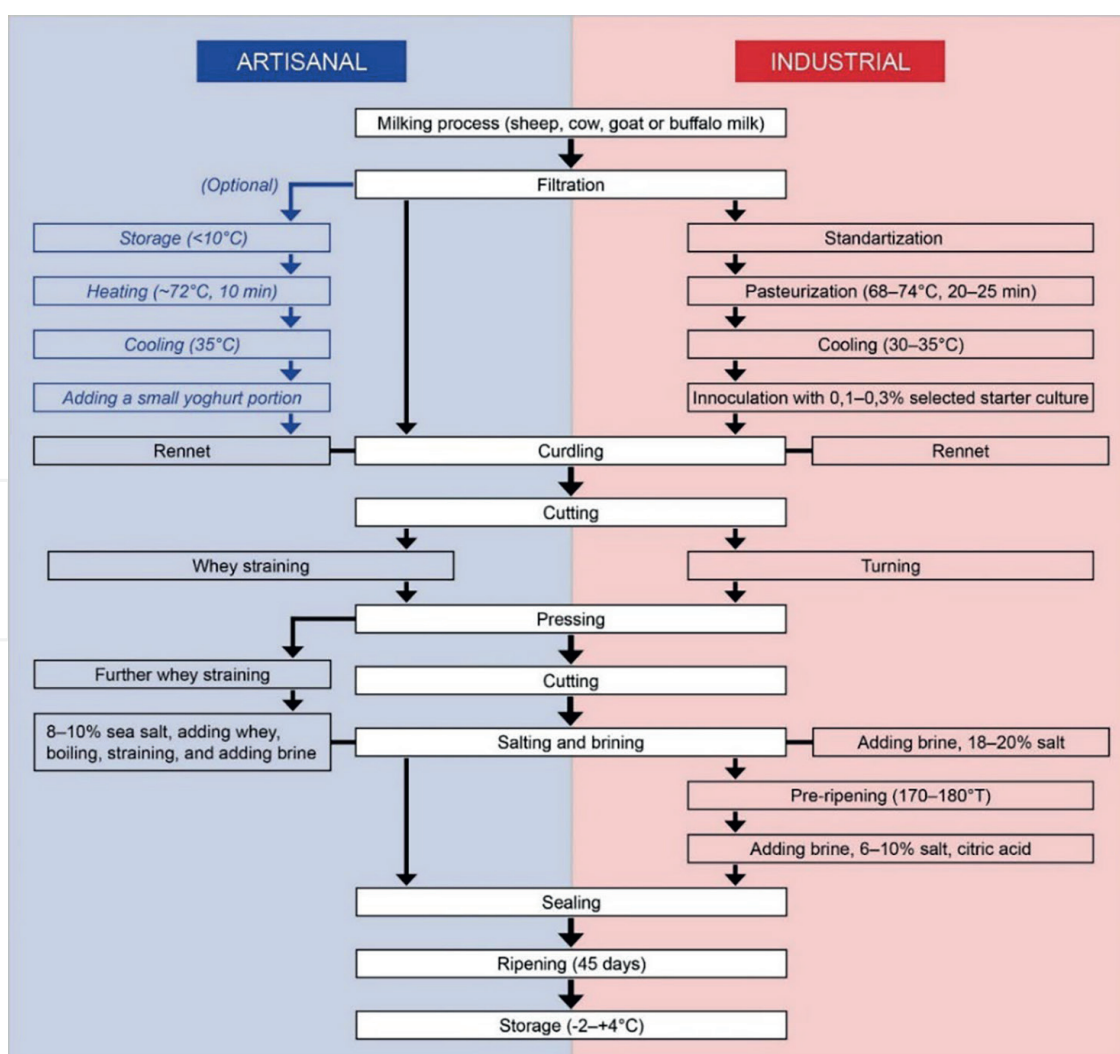 ARTISANAL
INDUSTRIAL
Milking process (sheep, cow, goat or buffalo milk)
(Optional)
Filtration
Storage (<10°C)
Standartization
Heating (~72°C, 10 min)
Pasteurization (68–74°C, 20–25 min)
Cooling (35°C)
Cooling (30–35°C)
Adding a small yoghurt portion
Innoculation with 0,1–0,3% selected starter culture
Rennet
Curdling
Rennet
Cutting
Whey straining
Turning
Pressing
Further whey straining
Cutting
8–10% sea salt, adding whey,
boiling, straining, and adding brine
Salting and brining
Adding brine, 18–20% salt
Pre-ripening (170–180°T)
Adding brine, 6–10% salt, citric acid
Sealing
Ripening (45 days)
Storage (-2–+4°C)